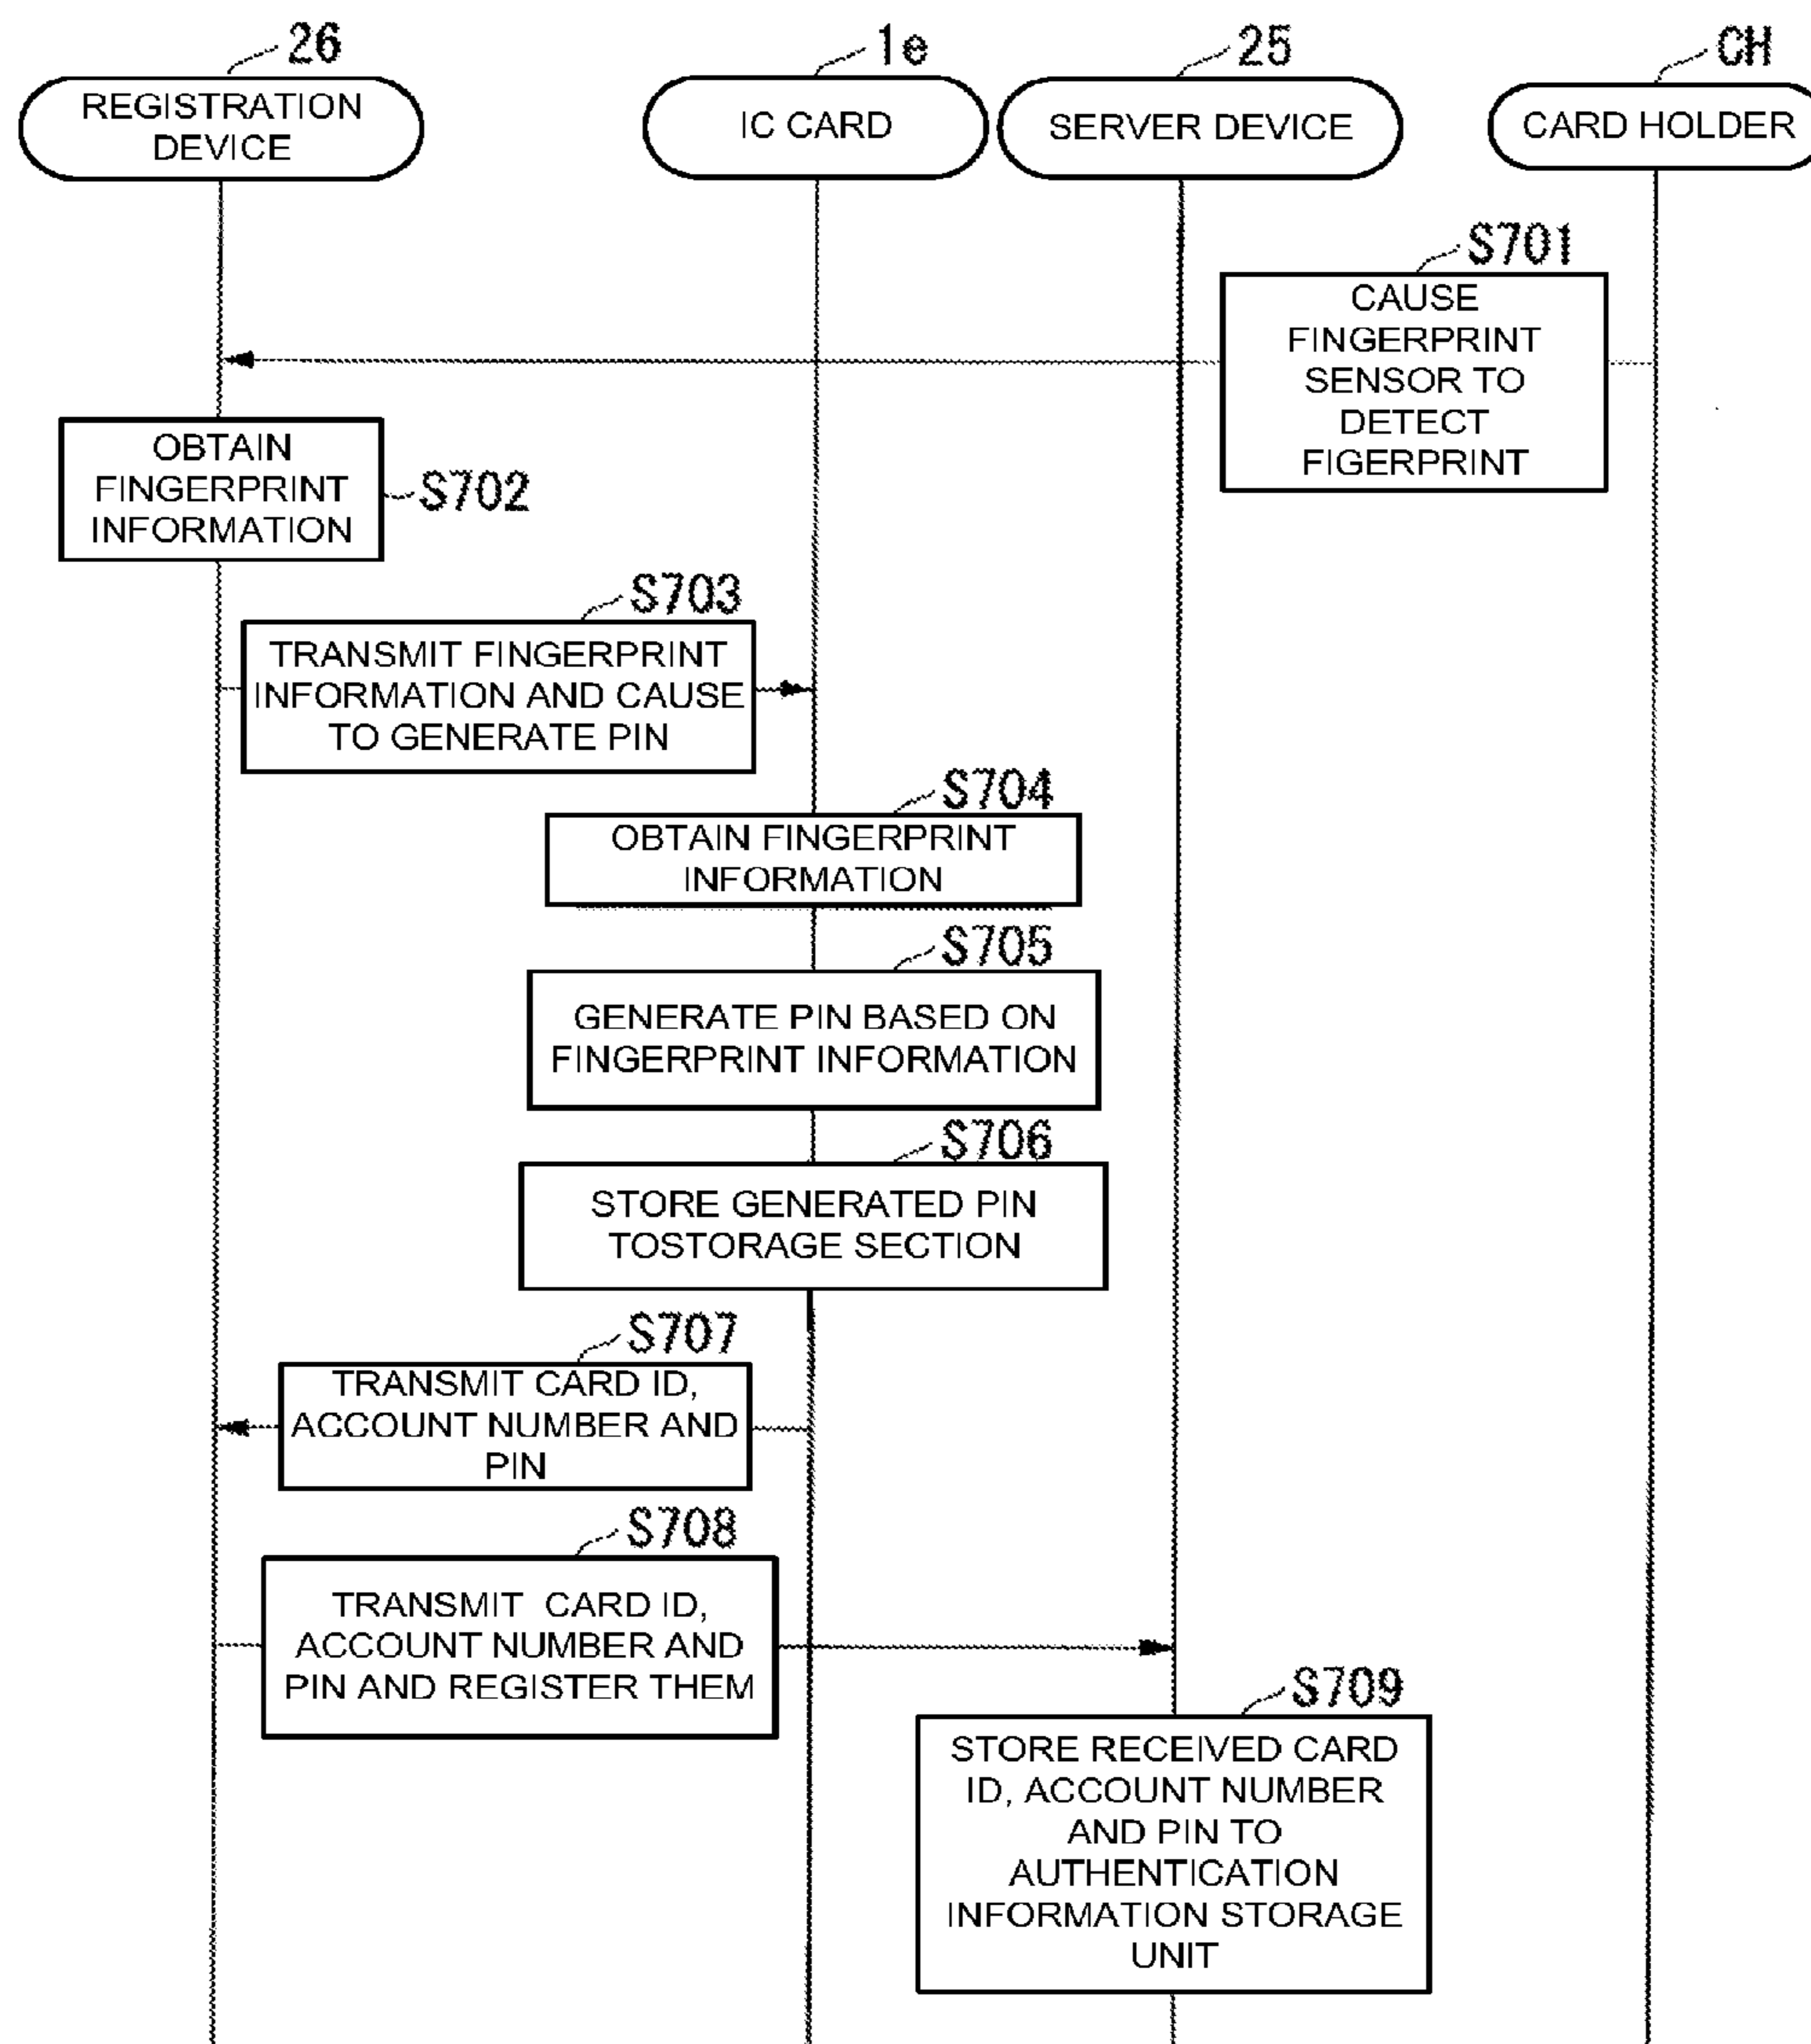 26
1e
25
CH
REGISTRATION
DEVICE
IC CARD
SERVER DEVICE
CARD HOLDER
S701
CAUSE
FINGERPRINT
SENSOR TO
DETECT
FIGERPRINT
OBTAIN
FINGERPRINT
INFORMATION
S702
S703
TRANSMIT FINGERPRINT
INFORMATION AND CAUSE
TO GENERATE PIN
S704
OBTAIN FINGERPRINT
INFORMATION
S705
GENERATE PIN BASED ON
FINGERPRINT INFORMATION
S706
STORE GENERATED PIN
TOSTORAGE SECTION
S707
TRANSMIT CARD ID,
ACCOUNT NUMBER AND
PIN
S708
TRANSMIT CARD ID,
ACCOUNT NUMBER AND
PIN AND REGISTER THEM
S709
STORE RECEIVED CARD
ID, ACCOUNT NUMBER
AND PIN TO
AUTHENTICATION
INFORMATION STORAGE
UNIT